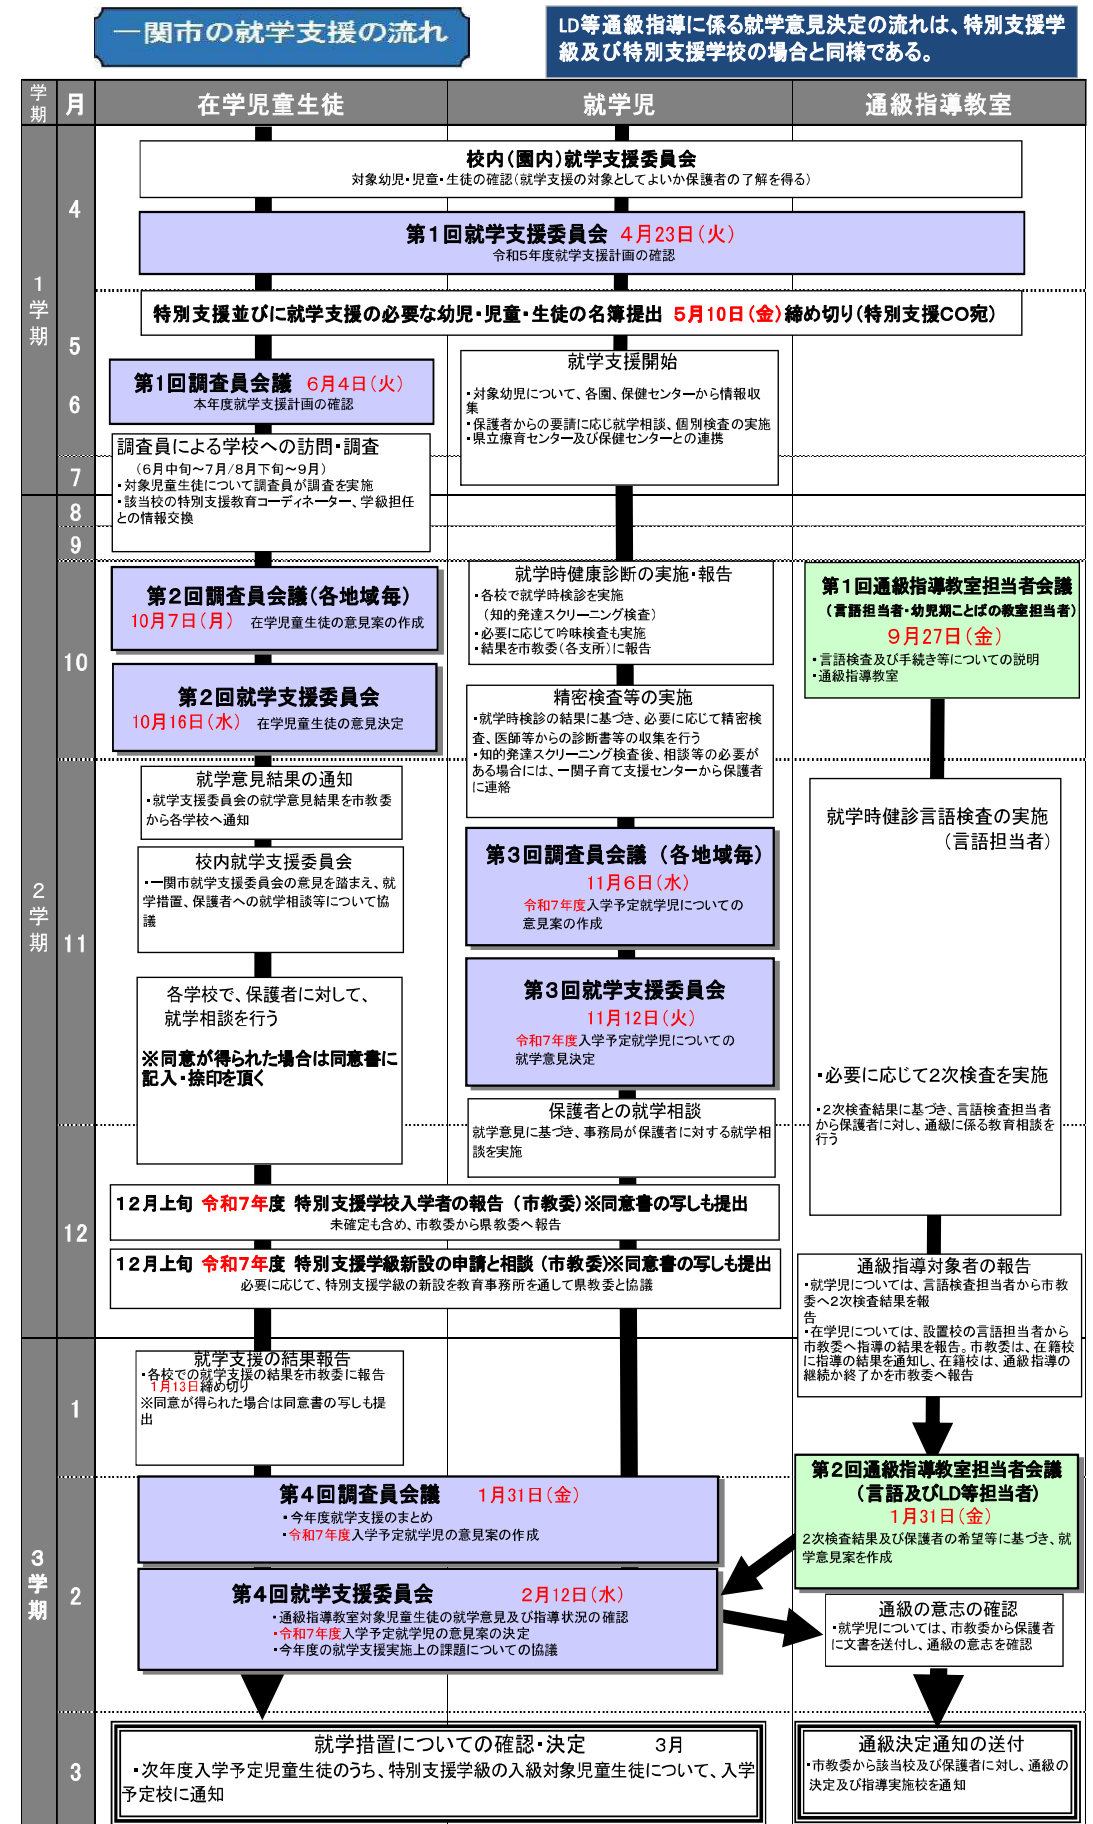 一関市の就学支援の流れ
LD等通級指導に係る就学意見決定の流れは、特別支援学
級及び特別支援学校の場合と同様である。
学期 月 在学児童生徒 就学児 通級指導教室
校内（園内）就学支援委員会
対象幼児・児童・生徒の確認（就学支援の対象としてよいか保護者の了解を得る）
4
第１回就学支援委員会 ４月23日（火）
令和５年度就学支援計画の確認
１学期
特別支援並びに就学支援の必要な幼児・児童・生徒の名簿提出 ５月10日（金）締め切り（特別支援CO宛）
5
第1回調査員会議 ６月４日（火）
本年度就学支援計画の確認
6
調査員による学校への訪問・調査
（６月中旬～７月/８月下旬～９月）
・対象児童生徒について調査員が調査を実施
・該当校の特別支援教育コーディネーター、学級担任
との情報交換
7
8
9
就学支援開始
・対象幼児について、各園、保健センターから情報収
集
・保護者からの要請に応じ就学相談、個別検査の実施
・県立療育センター及び保健センターとの連携
２学期
10
第２回調査員会議（各地域毎）
10月７日（月） 在学児童生徒の意見案の作成
第２回就学支援委員会
10月16日（水） 在学児童生徒の意見決定
就学時健康診断の実施・報告
・各校で就学時検診を実施
（知的発達スクリーニング検査）
・必要に応じて吟味検査も実施
・結果を市教委（各支所）に報告
精密検査等の実施
・就学時検診の結果に基づき、必要に応じて精密検
査、医師等からの診断書等の収集を行う
・知的発達スクリーニング検査後、相談等の必要が
ある場合には、一関子育て支援センターから保護者
に連絡
第１回通級指導教室担当者会議
（言語担当者・幼児期ことばの教室担当者）
９月27日（金）
・言語検査及び手続き等についての説明
・通級指導教室
11
就学意見結果の通知
・就学支援委員会の就学意見結果を市教委
から各学校へ通知
校内就学支援委員会
・一関市就学支援委員会の意見を踏まえ、就
学措置、保護者への就学相談等について協
議
各学校で、保護者に対して、
就学相談を行う
※同意が得られた場合は同意書に
記入・捺印を頂く
第３回調査員会議 （各地域毎）
11月６日（水）
令和７年度入学予定就学児についての
意見案の作成
第３回就学支援委員会
11月12日（火）
令和７年度入学予定就学児についての
就学意見決定
保護者との就学相談
就学意見に基づき、事務局が保護者に対する就学相
談を実施
就学時健診言語検査の実施
（言語担当者）
・必要に応じて２次検査を実施
・２次検査結果に基づき、言語検査担当者
から保護者に対し、通級に係る教育相談を
行う
12
１２月上旬 令和７年度 特別支援学校入学者の報告 （市教委）※同意書の写しも提出
未確定も含め、市教委から県教委へ報告
１２月上旬 令和７年度 特別支援学級新設の申請と相談 （市教委）※同意書の写しも提出
必要に応じて、特別支援学級の新設を教育事務所を通して県教委と協議
通級指導対象者の報告
・就学児については、言語検査担当者から市教
委へ２次検査結果を報
告
・在学児については、設置校の言語担当者から
市教委へ指導の結果を報告。市教委は、在籍校
に指導の結果を通知し、在籍校は、通級指導の
継続か終了かを市教委へ報告
３学期
1
就学支援の結果報告
・各校での就学支援の結果を市教委に報告
１月13日締め切り
※同意が得られた場合は同意書の写しも提
出
第４回調査員会議 １月31日（金）
・今年度就学支援のまとめ
・令和７年度入学予定就学児の意見案の作成
第２回通級指導教室担当者会議
（言語及びLD等担当者）
１月31日（金）
２次検査結果及び保護者の希望等に基づき、就
学意見案を作成
2
第４回就学支援委員会 ２月12日（水）
・通級指導教室対象児童生徒の就学意見及び指導状況の確認
・令和７年度入学予定就学児の意見案の決定
・今年度の就学支援実施上の課題についての協議
通級の意志の確認
・就学児については、市教委から保護者
に文書を送付し、通級の意志を確認
3
就学措置についての確認・決定 ３月
・次年度入学予定児童生徒のうち、特別支援学級の入級対象児童生徒について、入学
予定校に通知
通級決定通知の送付
・市教委から該当校及び保護者に対し、通級の
決定及び指導実施校を通知